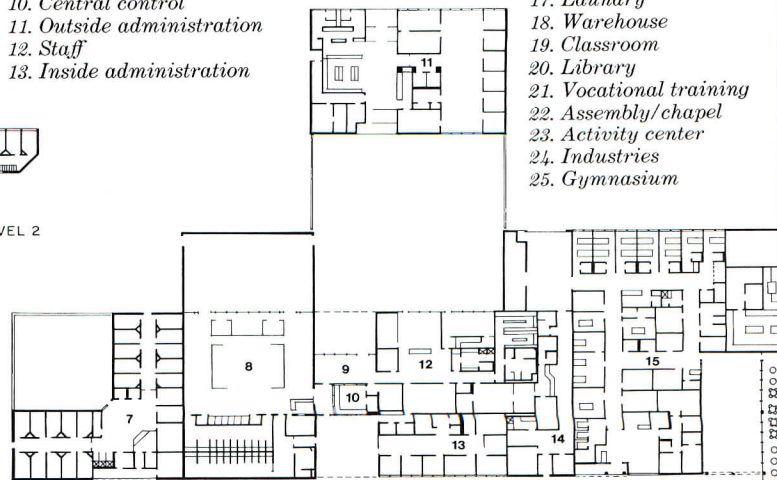 10. Central control
11. Outside administration
12. Staff
13. Inside administration
17. Laundry
18. Warehouse
19. Classroom
20. Library
21. Vocational training
22. Assembly/chapel
23. Activity center
24. Industries
25. Gymnasium
11
VEL 2
8
9
12
15
10
7
13
14